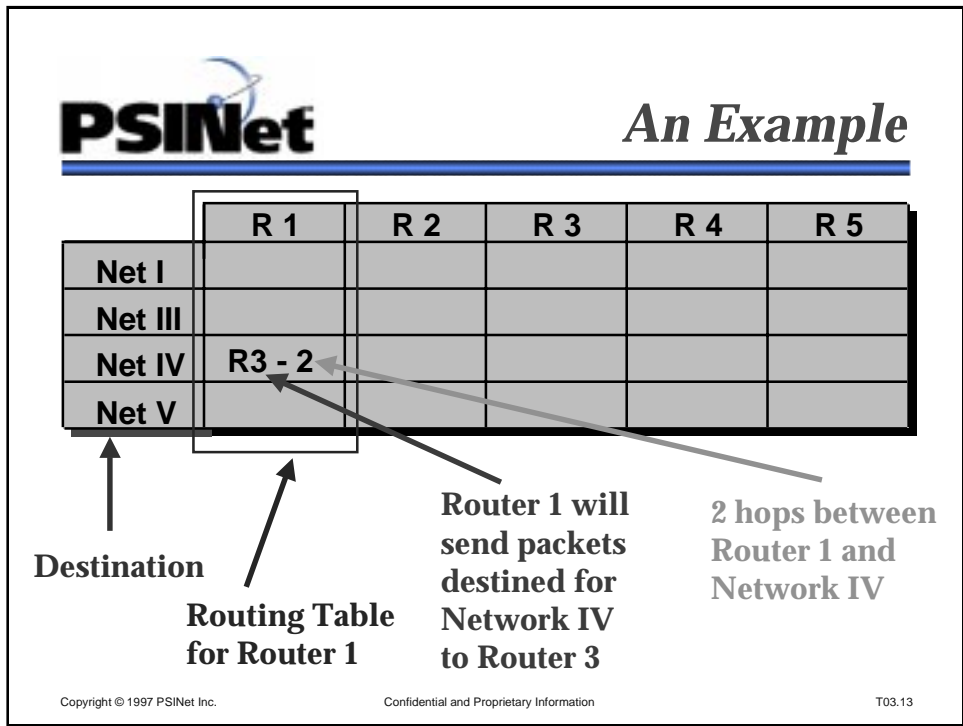 PSINet
An Example
R 1 R 2 R 3 R 4 R 5
Net I
Net III
Net IV R3 - 2
Net V
Destination
Routing Table
for Router 1
Router 1 will
send packets
destined for
Network IV
to Router 3
2 hops between
Router 1 and
Network IV
Copyright © 1997 PSINet Inc. Confidential and Proprietary Information T03.13